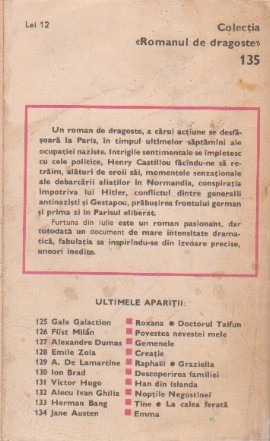 Lei 12
Colecția
«Romanul de dragoste»
135
Un roman de dragoste, a cărui acțiune se desfă-
șoară la Paris, în timpul ultimelor săptămîni ale
ocupației naziste. Intrigile sentimentale se împletesc
cu cele politice, Henry Castillou făcîndu-ne să re-
trăim, alături de eroii săi, momentele senzaționale
ale debarcării aliaților în Normandia, conspirația
împotriva lui Hitler, conflictul dintre generalii
antinaziști și Gestapou, prăbușirea frontului german
și prima zi în Parisul eliberat.
Furtuna din iulie este un roman pasionant, dar
totodată un document de mare intensitate drama-
tică, fabulația sa inspirîndu-se din izvoare precise,
uneori inedite.
ULTIMELE APARIȚII:
125 Gala Galaction Roxana ● Doctorul Taifun
126 Füst Milán Povestea nevestei mele
127 Alexandre Dumas Gemenele
128 Emile Zola Creație
129 A. De Lamartine Raphaël ● Graziella
130 Ion Brad Descoperirea familiei
131 Victor Hugo Han din Islanda
132 Alecu Ivan Ghilia Nopțile Negostinei
133 Herman Bang Tine ● La calea ferată
134 Jane Austen Emma